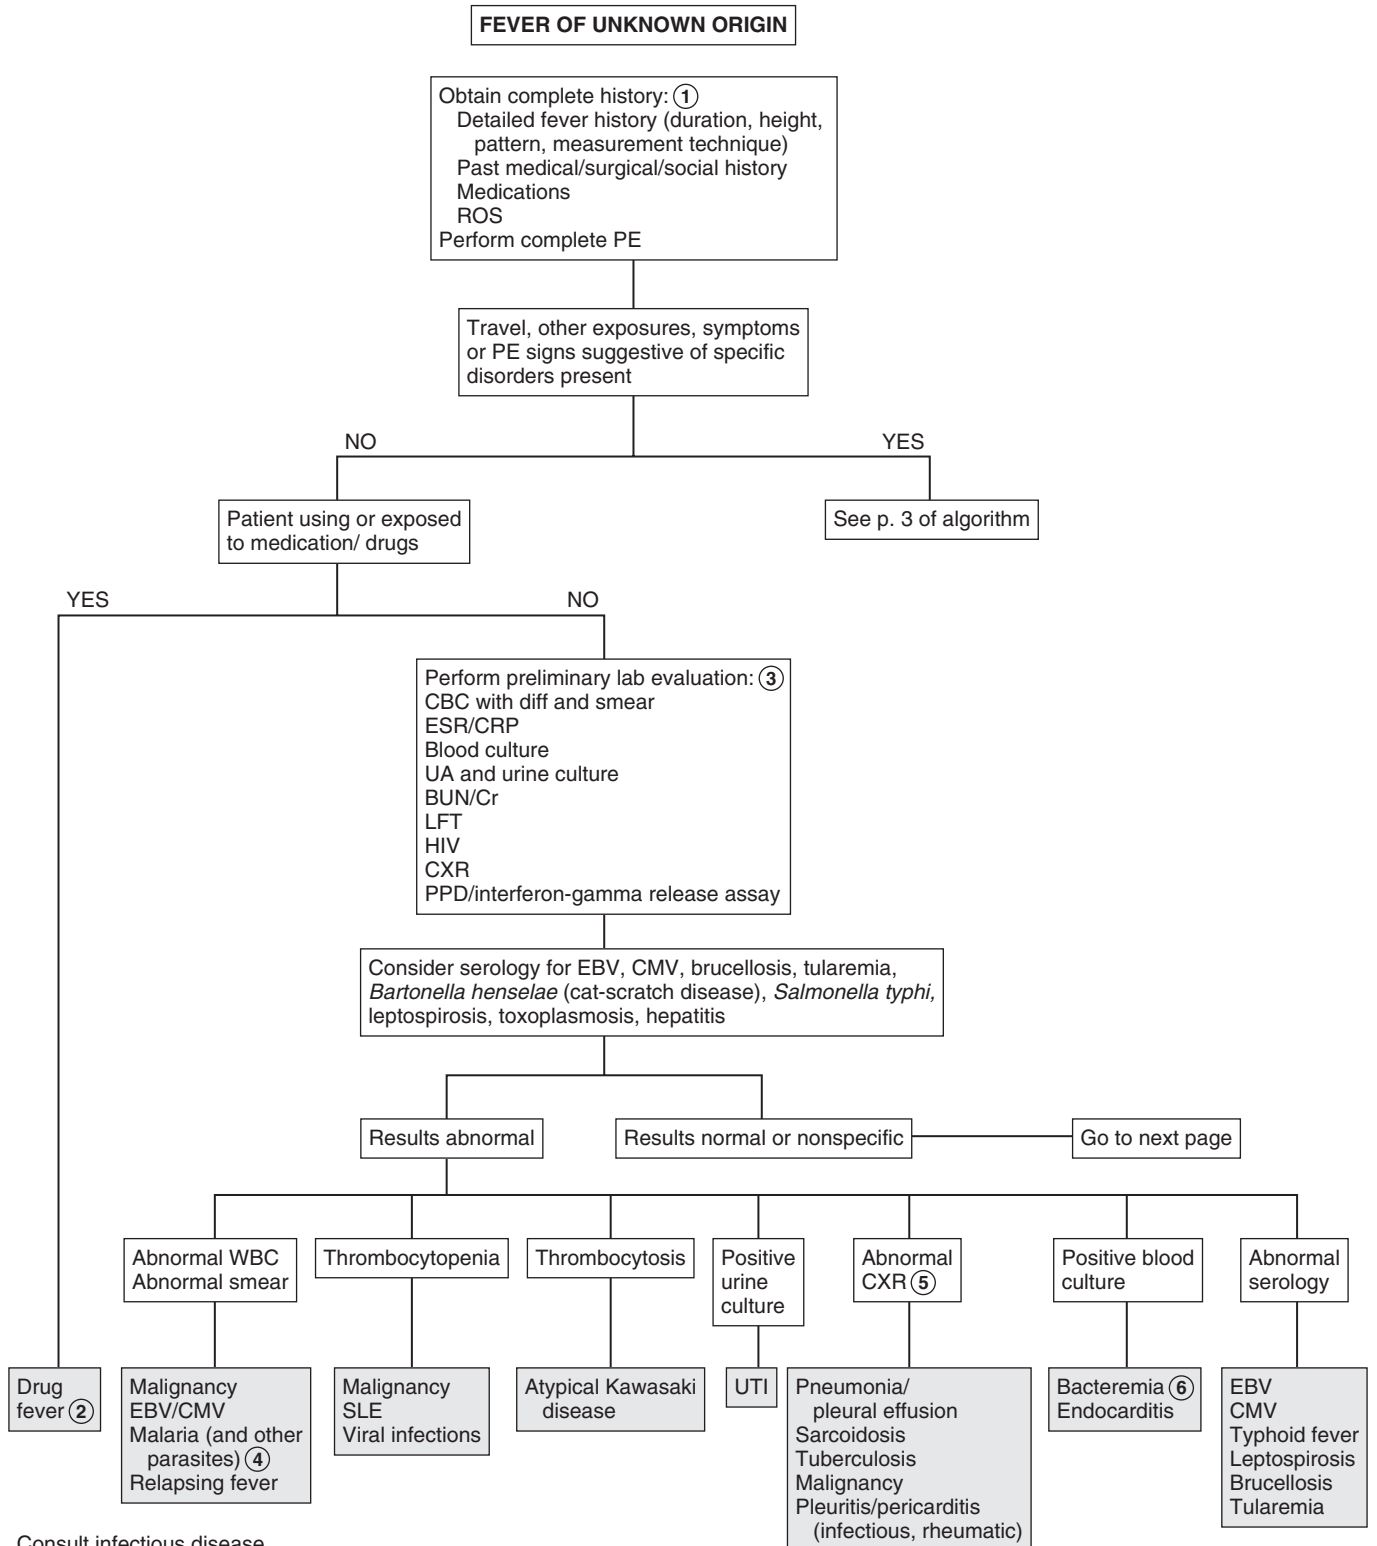 FEVER OF UNKNOWN ORIGIN
Obtain complete history: ①
Detailed fever history (duration, height,
pattern, measurement technique)
Past medical/surgical/social history
Medications
ROS
Perform complete PE
Travel, other exposures, symptoms
or PE signs suggestive of specific
disorders present
NO
YES
Patient using or exposed
to medication/ drugs
See p. 3 of algorithm
YES
NO
Perform preliminary lab evaluation: ③
CBC with diff and smear
ESR/CRP
Blood culture
UA and urine culture
BUN/Cr
LFT
HIV
CXR
PPD/interferon-gamma release assay
Consider serology for EBV, CMV, brucellosis, tularemia,
Bartonella henselae (cat-scratch disease), Salmonella typhi,
leptospirosis, toxoplasmosis, hepatitis
Results abnormal
Results normal or nonspecific
Go to next page
Abnormal WBC
Abnormal smear
Thrombocytopenia
Thrombocytosis
Positive
urine
culture
Abnormal
CXR ⑤
Positive blood
culture
Abnormal
serology
Drug
fever ②
Malignancy
EBV/CMV
Malaria (and other
parasites) ④
Relapsing fever
Malignancy
SLE
Viral infections
Atypical Kawasaki
disease
UTI
Pneumonia/
pleural effusion
Sarcoidosis
Tuberculosis
Malignancy
Pleuritis/pericarditis
(infectious, rheumatic)
Bacteremia ⑥
Endocarditis
EBV
CMV
Typhoid fever
Leptospirosis
Brucellosis
Tularemia
Consult infectious disease